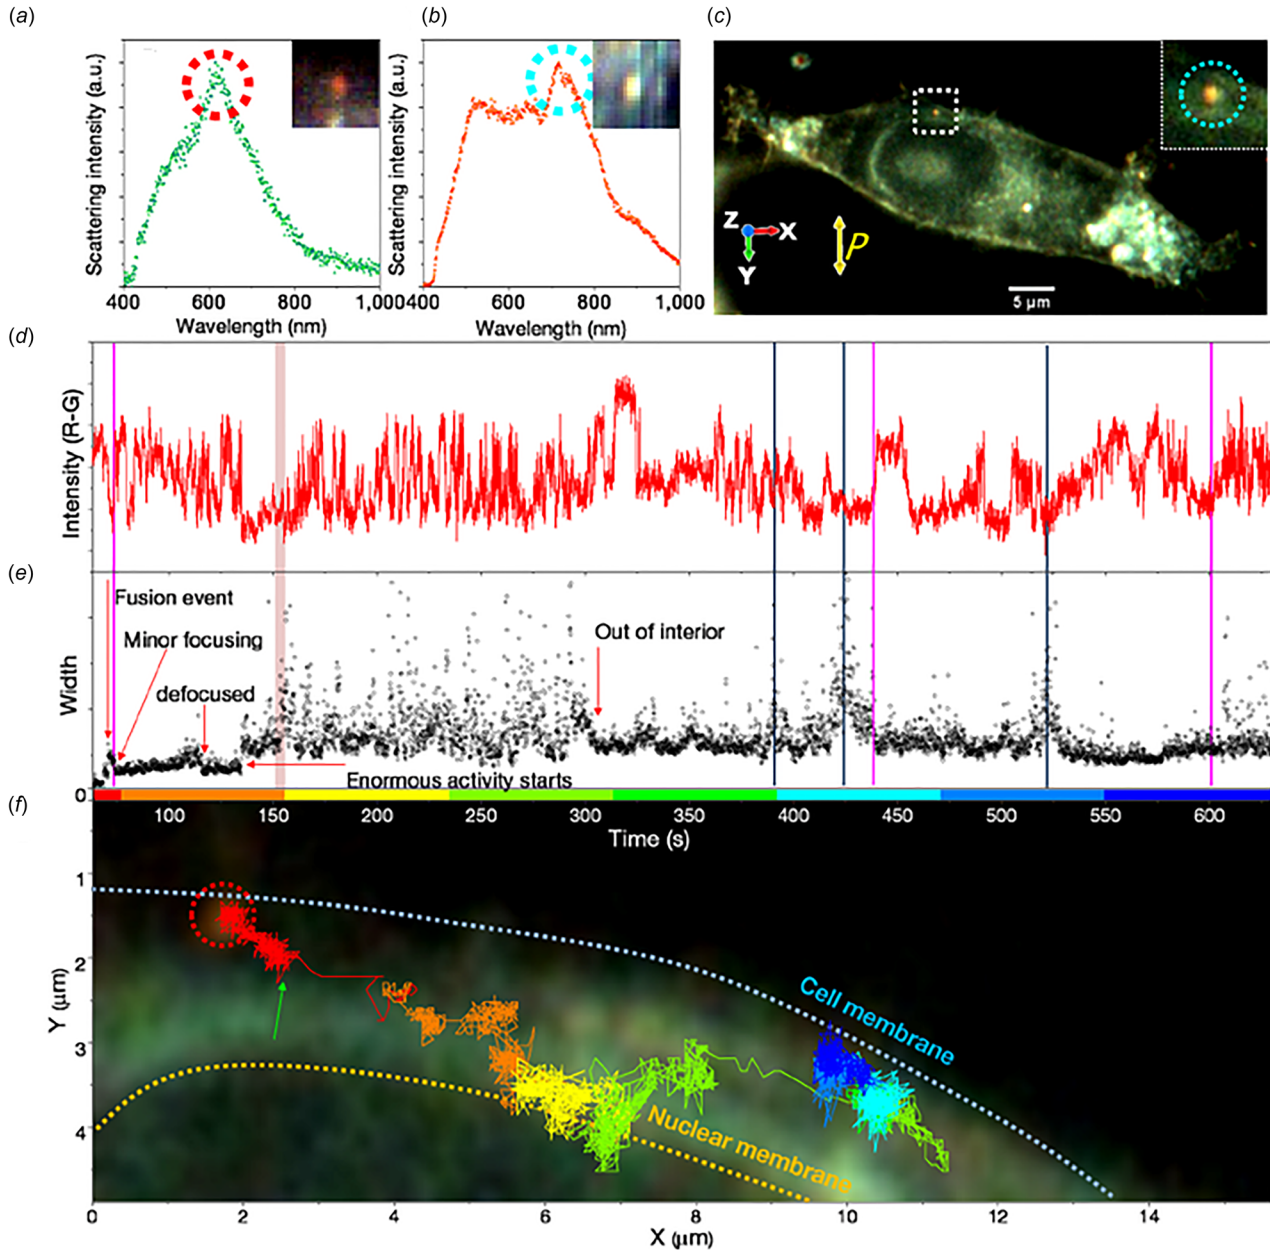 (a)
(b)
(c)
Scattering intensity (a.u.)
400
600
800
1,000
Wavelength (nm)
Scattering intensity (a.u.)
400
600
800
1,000
Wavelength (nm)
Z
X
Y
P
5 µm
(d)
Intensity (R-G)
(e)
Width
Fusion event
Minor focusing
defocused
Out of interior
Enormous activity starts
0
100
150
200
250
300
350
400
450
500
550
600
Time (s)
(f)
Y (µm)
1
2
3
4
Cell membrane
Nuclear membrane
0
2
4
6
8
10
12
14
X (µm)